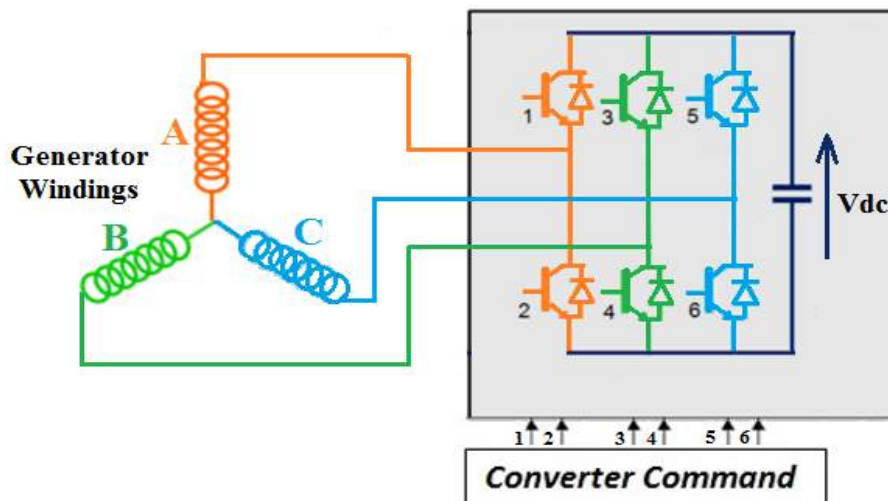 A
Generator
Windings
B
C
1
3
5
Vdc
2
4
6
1 2 3 4 5 6
Converter Command